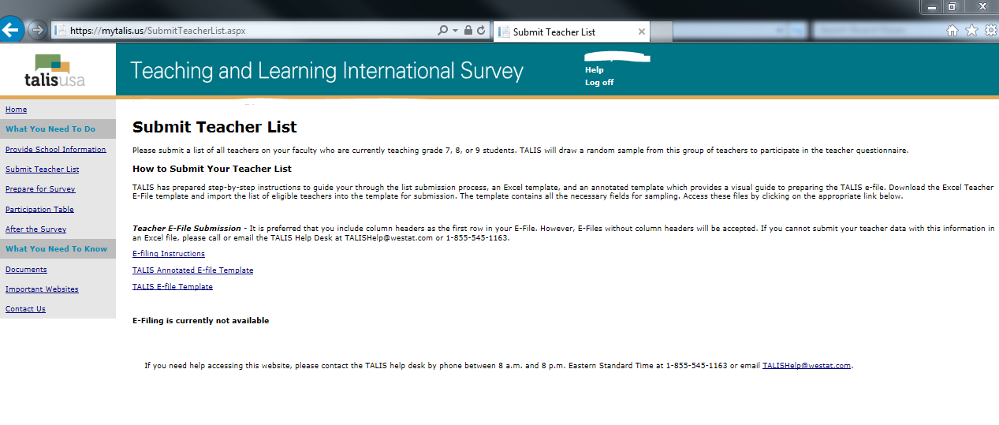 https://mytalis.us/SubmitTeacherList.aspx
Submit Teacher List
talisusa
Teaching and Learning International Survey
Help
Log off
Home
What You Need To Do
Provide School Information
Submit Teacher List
Prepare for Survey
Participation Table
After the Survey
What You Need To Know
Documents
Important Websites
Contact Us
Submit Teacher List
Please submit a list of all teachers on your faculty who are currently teaching grade 7, 8, or 9 students. TALIS will draw a random sample from this group of teachers to participate in the teacher questionnaire.
How to Submit Your Teacher List
TALIS has prepared step-by-step instructions to guide your through the list submission process, an Excel template, and an annotated template which provides a visual guide to preparing the TALIS e-file. Download the Excel Teacher
E-File template and import the list of eligible teachers into the template for submission. The template contains all the necessary fields for sampling. Access these files by clicking on the appropriate link below.
Teacher E-File Submission - It is preferred that you include column headers as the first row in your E-File. However, E-Files without column headers will be accepted. If you cannot submit your teacher data with this information in
an Excel file, please call or email the TALIS Help Desk at TALISHelp@westat.com or 1-855-545-1163.
E-filing Instructions
TALIS Annotated E-file Template
TALIS E-file Template
E-Filing is currently not available
If you need help accessing this website, please contact the TALIS help desk by phone between 8 a.m. and 8 p.m. Eastern Standard Time at 1-855-545-1163 or email TALISHelp@westat.com.